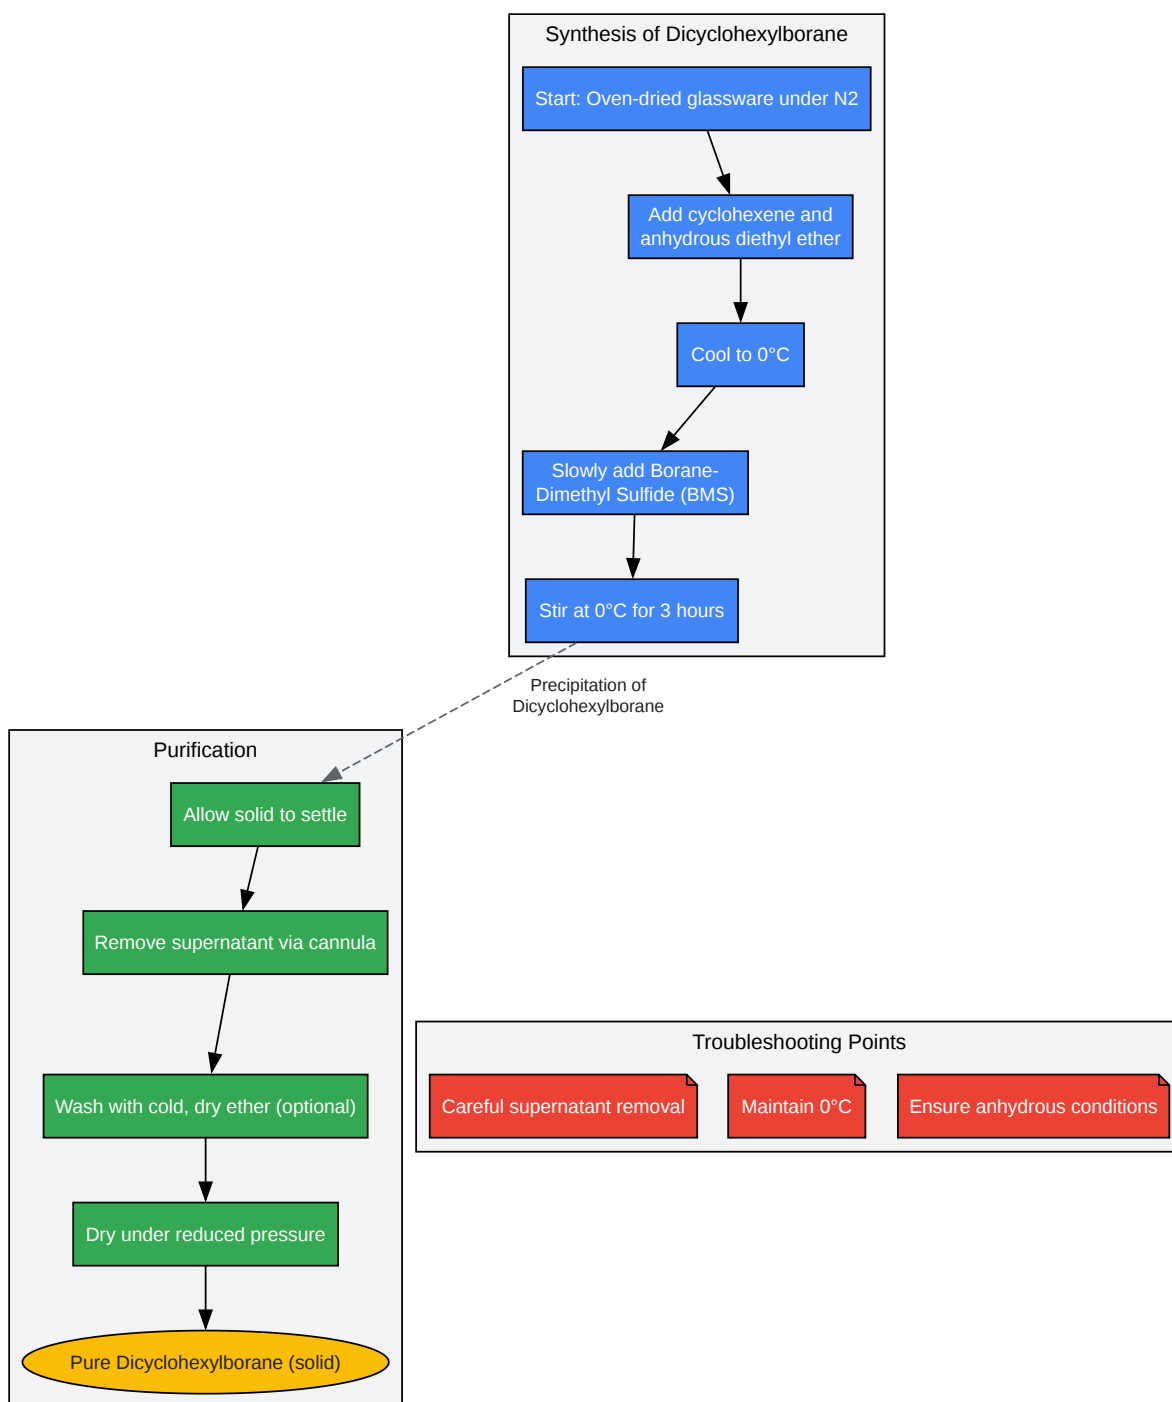 Synthesis of Dicyclohexylborane
Start: Oven-dried glassware under N2
Add cyclohexene and
anhydrous diethyl ether
Cool to 0°C
Slowly add Borane-
Dimethyl Sulfide (BMS)
Stir at 0°C for 3 hours
Precipitation of
Dicyclohexylborane
Purification
Allow solid to settle
Remove supernatant via cannula
Wash with cold, dry ether (optional)
Dry under reduced pressure
Pure Dicyclohexylborane (solid)
Troubleshooting Points
Careful supernatant removal
Maintain 0°C
Ensure anhydrous conditions